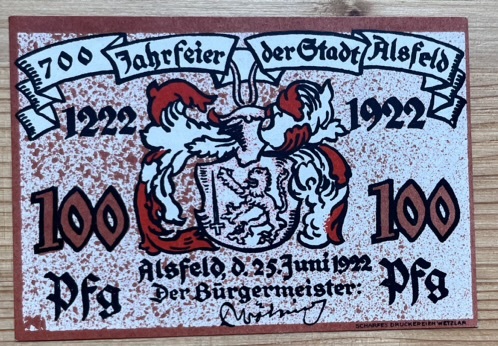 700 Jahrfeier der Stadt Alsfeld
1222 1922
100 100
Pfg Pfg
Alsfeld, d. 25. Juni 1922
Der Bürgermeister:
SCHARFES DRUCKEREIEN WETZLAR